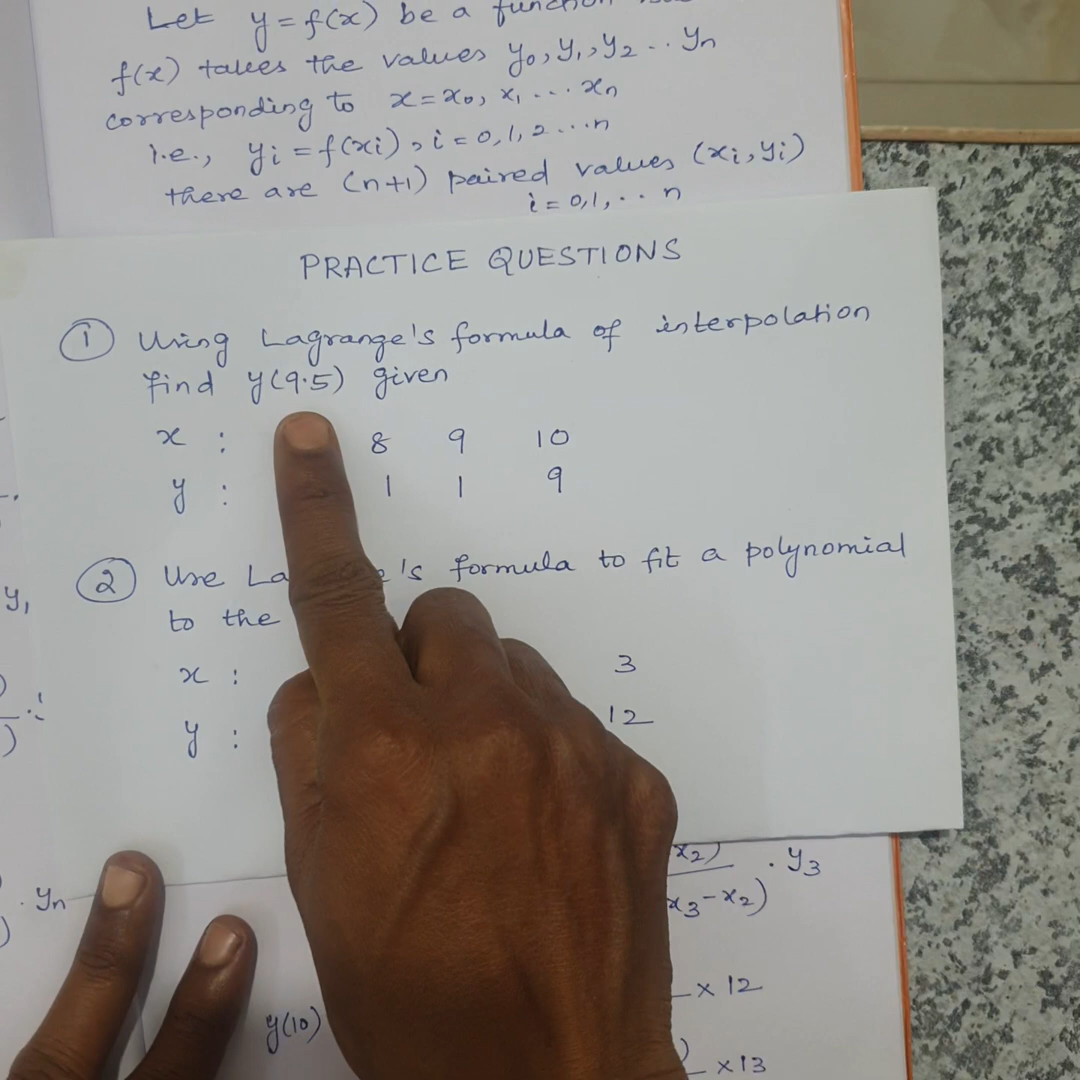 Let y = f(x) be a function
f(x) takes the values y₀, y₁, y₂ .. yₙ
corresponding to x = x₀, x₁ ... xₙ
i.e., yᵢ = f(xᵢ), i = 0, 1, 2 ... n
there are (n+1) paired values (xᵢ, yᵢ)
i = 0, 1, .. n
PRACTICE QUESTIONS
① Using Lagrange's formula of interpolation
find y(9.5) given
x : 8 9 10
y : 1 1 9
② Use La e's formula to fit a polynomial
to the
x : 3
y : 12
y₁
. yₙ
x₂) . y₃
x₃-x₂)
x 12
y(10)
x 13